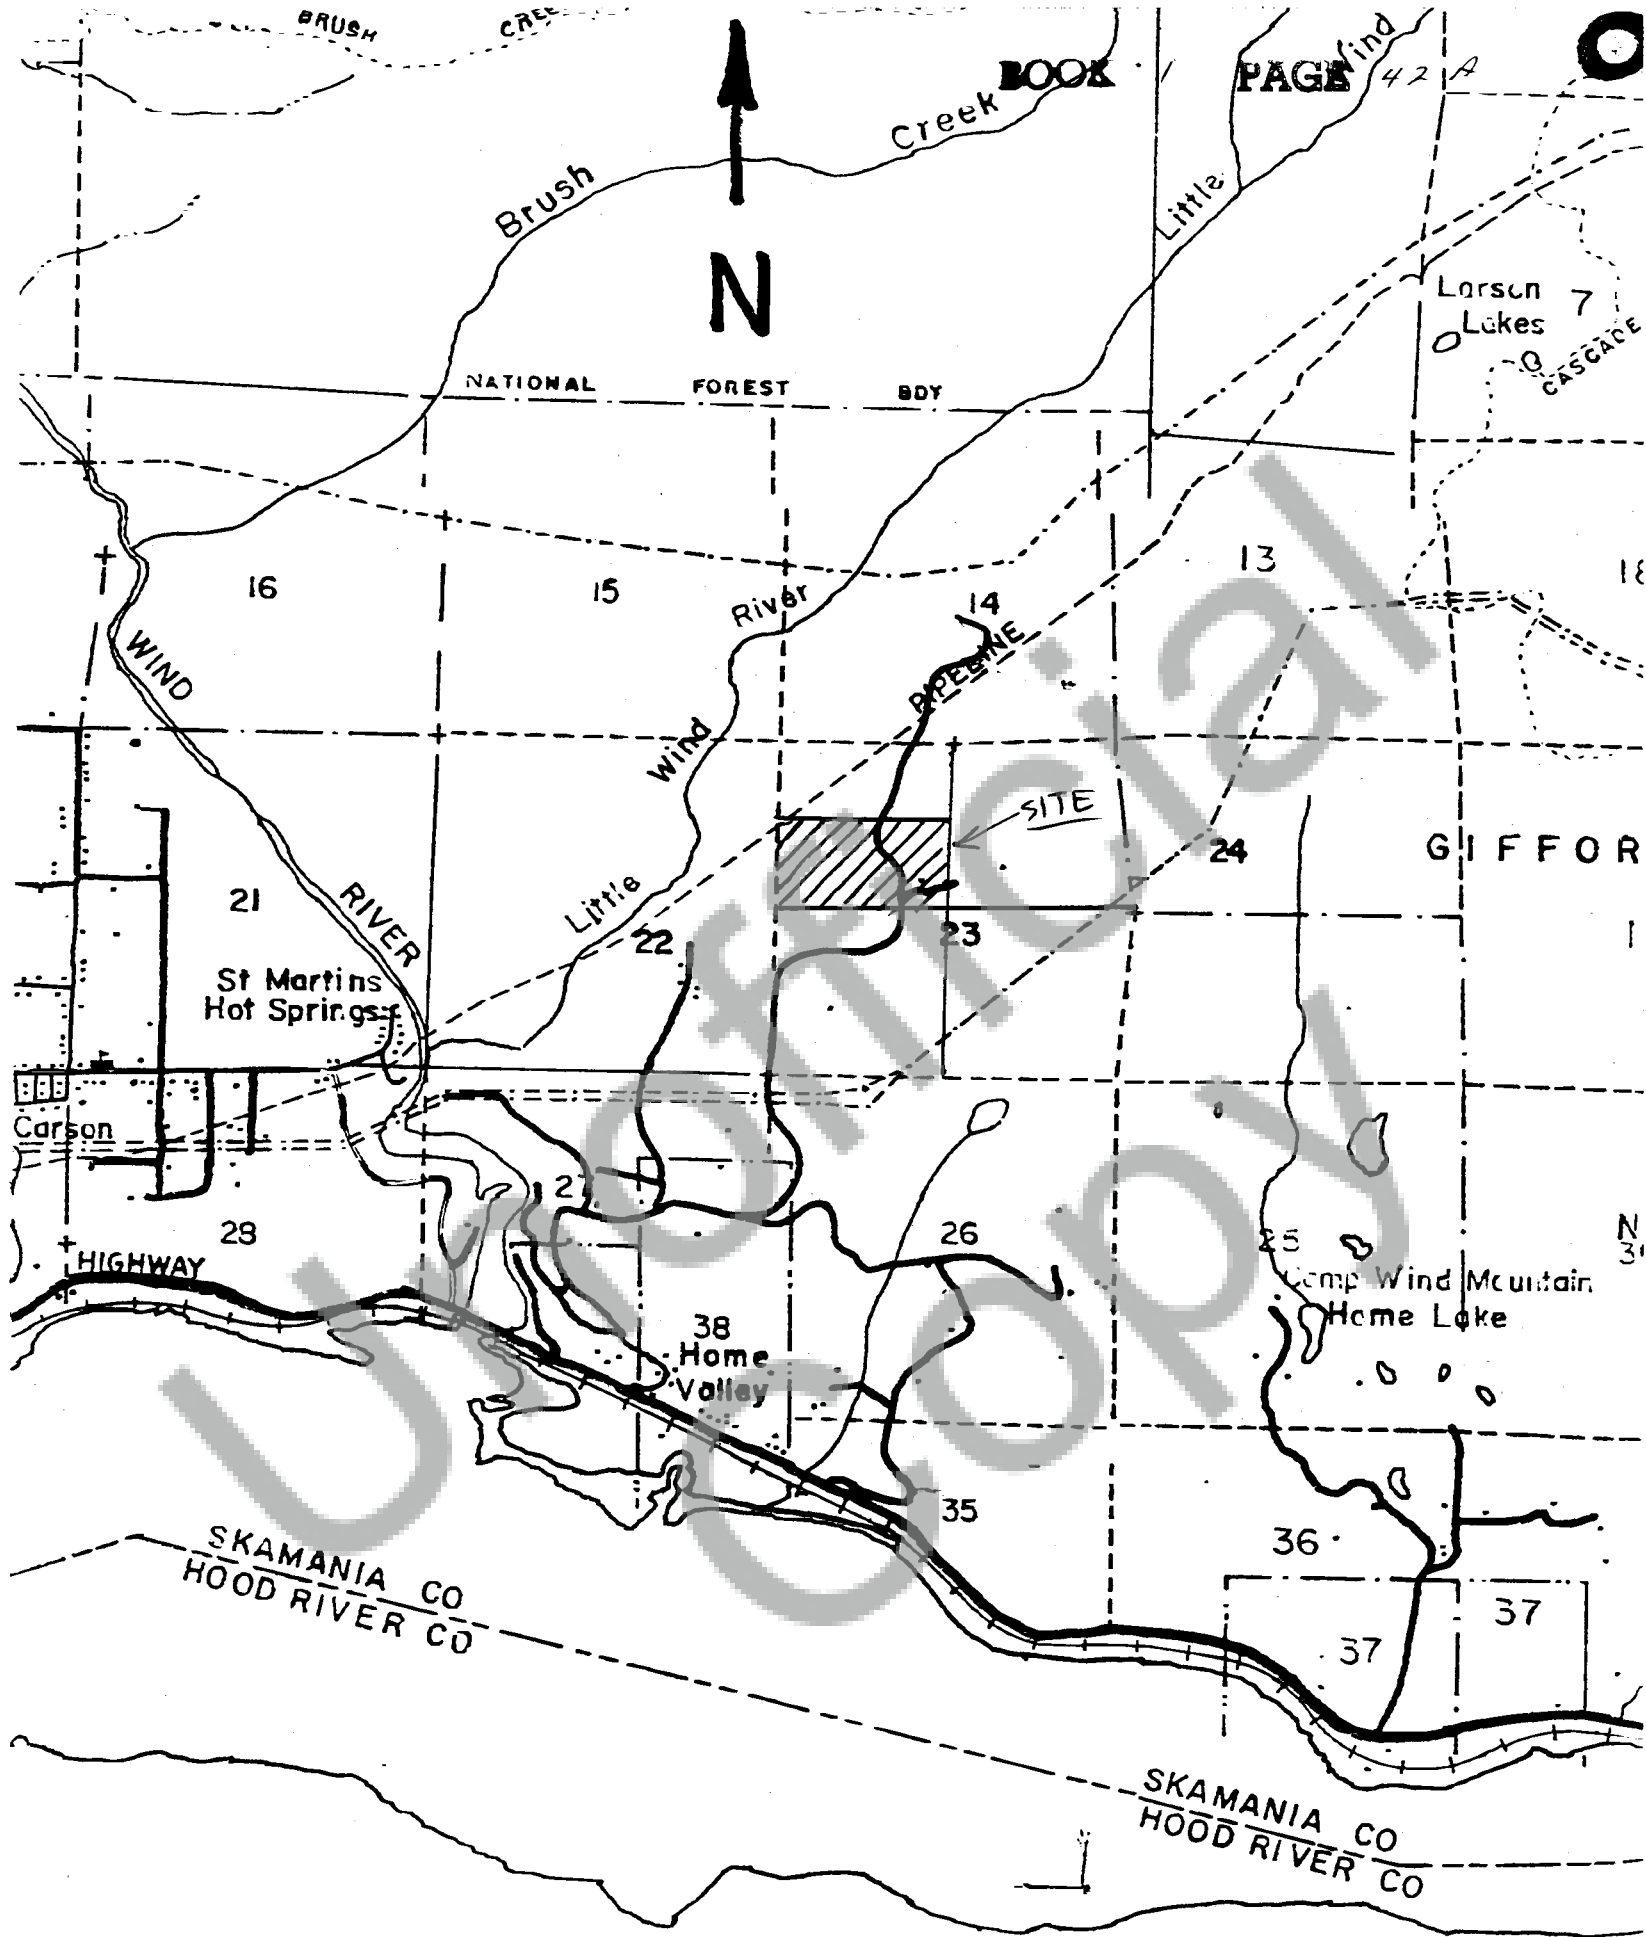 BRUSH
BOOK
PAGE 42 A
Brush Creek
Little Wind
N
Larson 7
Lakes
CASCADE
NATIONAL FOREST BDY
16
15
14
13
River
WIND
PIPELINE
Wind
SITE
24
GIFFOR
21
RIVER
Little
22
23
St Martins
Hot Springs
Carson
27
28
26
25
HIGHWAY
Camp Wind Mountain
Home Lake
38
Home
Valley
35
36
37
37
SKAMANIA CO
HOOD RIVER CO
SKAMANIA CO
HOOD RIVER CO
Unofficial
Copy